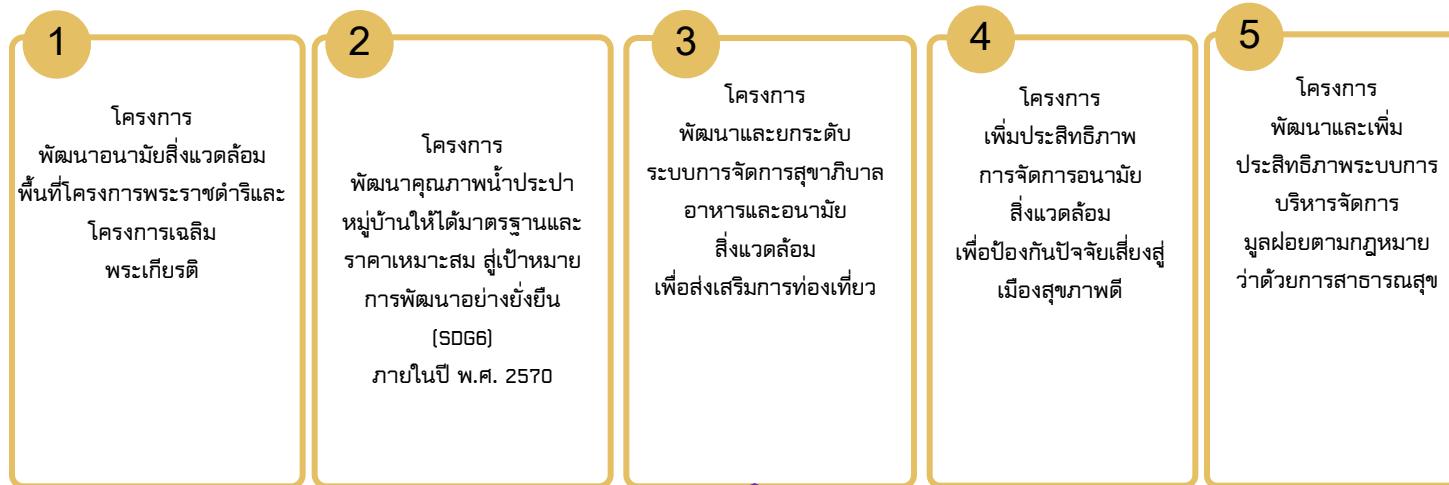 1
โครงการ
พัฒนาอนามัยสิ่งแวดล้อม
พื้นที่โครงการพระราชดำริและ
โครงการเฉลิม
พระเกียรติ
2
โครงการ
พัฒนาคุณภาพน้ำประปา
หมู่บ้านให้ได้มาตรฐานและ
ราคาเหมาะสม สู่เป้าหมาย
การพัฒนาอย่างยั่งยืน
(SDG6)
ภายในปี พ.ศ. 2570
3
โครงการ
พัฒนาและยกระดับ
ระบบการจัดการสุขาภิบาล
อาหารและอนามัย
สิ่งแวดล้อม
เพื่อส่งเสริมการท่องเที่ยว
4
โครงการ
เพิ่มประสิทธิภาพ
การจัดการอนามัย
สิ่งแวดล้อม
เพื่อป้องกันปัจจัยเสี่ยงสู่
เมืองสุขภาพดี
5
โครงการ
พัฒนาและเพิ่ม
ประสิทธิภาพระบบการ
บริหารจัดการ
มูลฝอยตามกฎหมาย
ว่าด้วยการสาธารณสุข